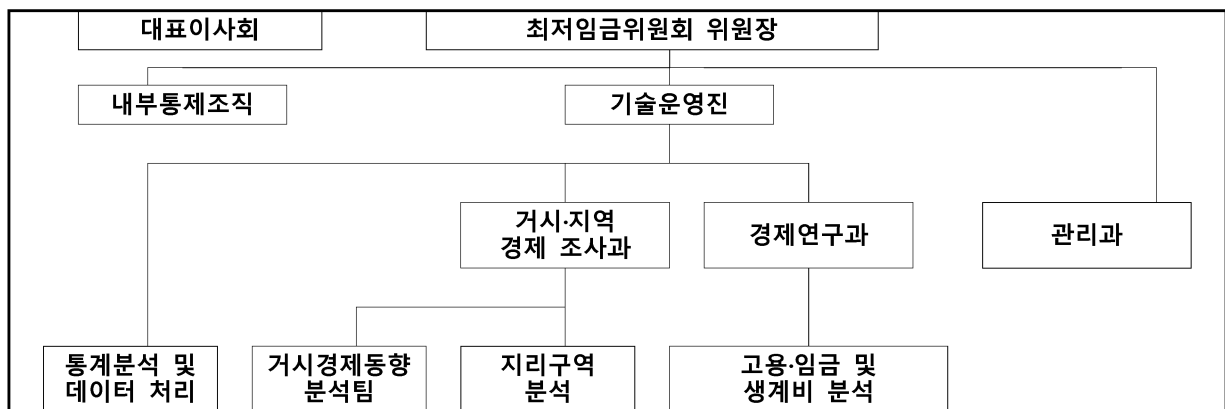 대표이사회
최저임금위원회 위원장
내부통제조직
기술운영진
거시·지역
경제 조사과
경제연구과
관리과
통계분석 및
데이터 처리
거시경제동향
분석팀
지리구역
분석
고용·임금 및
생계비 분석